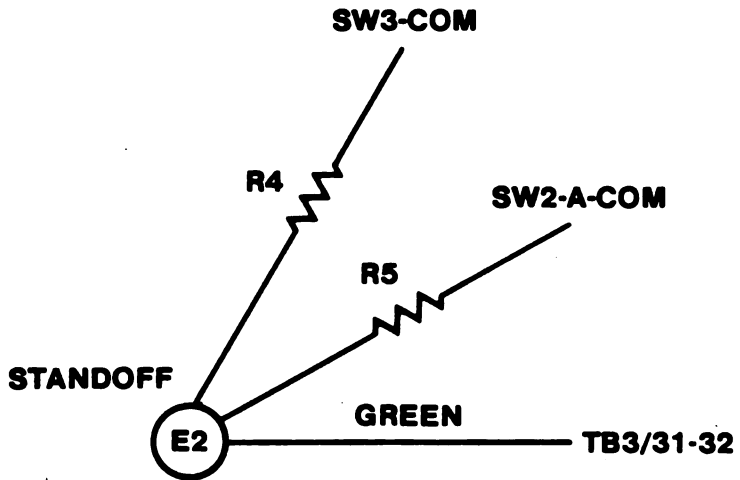 SW3-COM
R4
SW2-A-COM
R5
STANDOFF
GREEN
E2
TB3/31-32